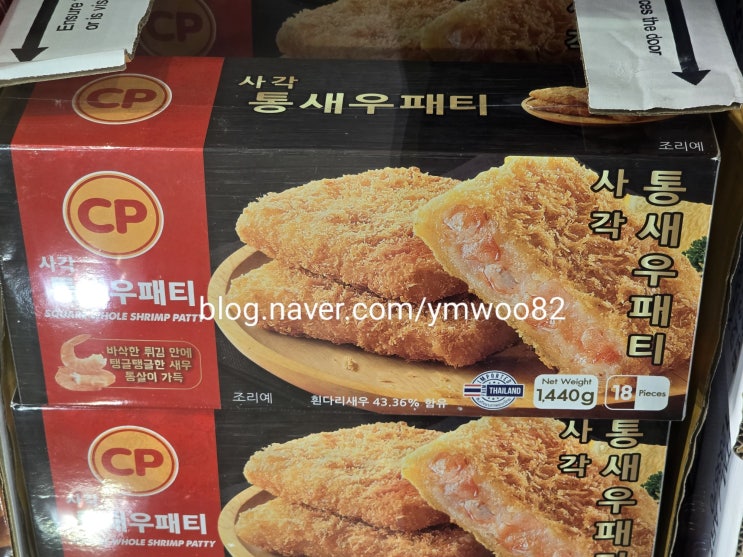 Ensure
or is vis
ces the door
CP
사각
통새우패티
조리예
CP
사각
통새우패티
사각
새우패티
SQUARE WHOLE SHRIMP PATTY
blog.naver.com/ymwoo82
바삭한 튀김 안에
탱글탱글한 새우
통살이 가득
조리예
흰다리새우 43.36% 함유
IMPORTED
THAILAND
Net Weight
1,440g
18 Pieces
CP
사각
통새우패티
사각
새우패티
WHOLE SHRIMP PATTY